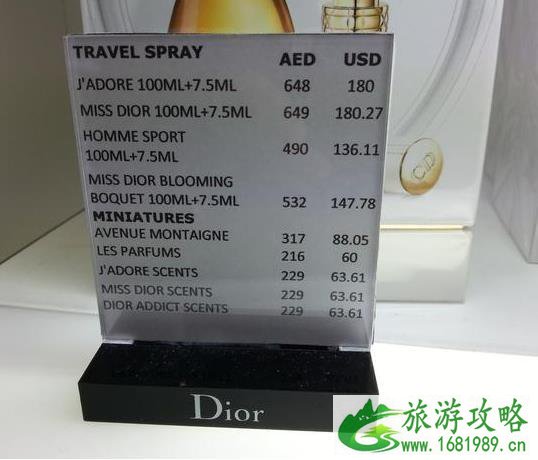 TRAVEL SPRAY AED USD
J'ADORE 100ML+7.5ML 648 180
MISS DIOR 100ML+7.5ML 649 180.27
HOMME SPORT
100ML+7.5ML 490 136.11
MISS DIOR BLOOMING
BOQUET 100ML+7.5ML 532 147.78
MINIATURES
AVENUE MONTAIGNE 317 88.05
LES PARFUMS 216 60
J'ADORE SCENTS 229 63.61
MISS DIOR SCENTS 229 63.61
DIOR ADDICT SCENTS 229 63.61
Dior
CD
旅游攻略
www.1681989.cn